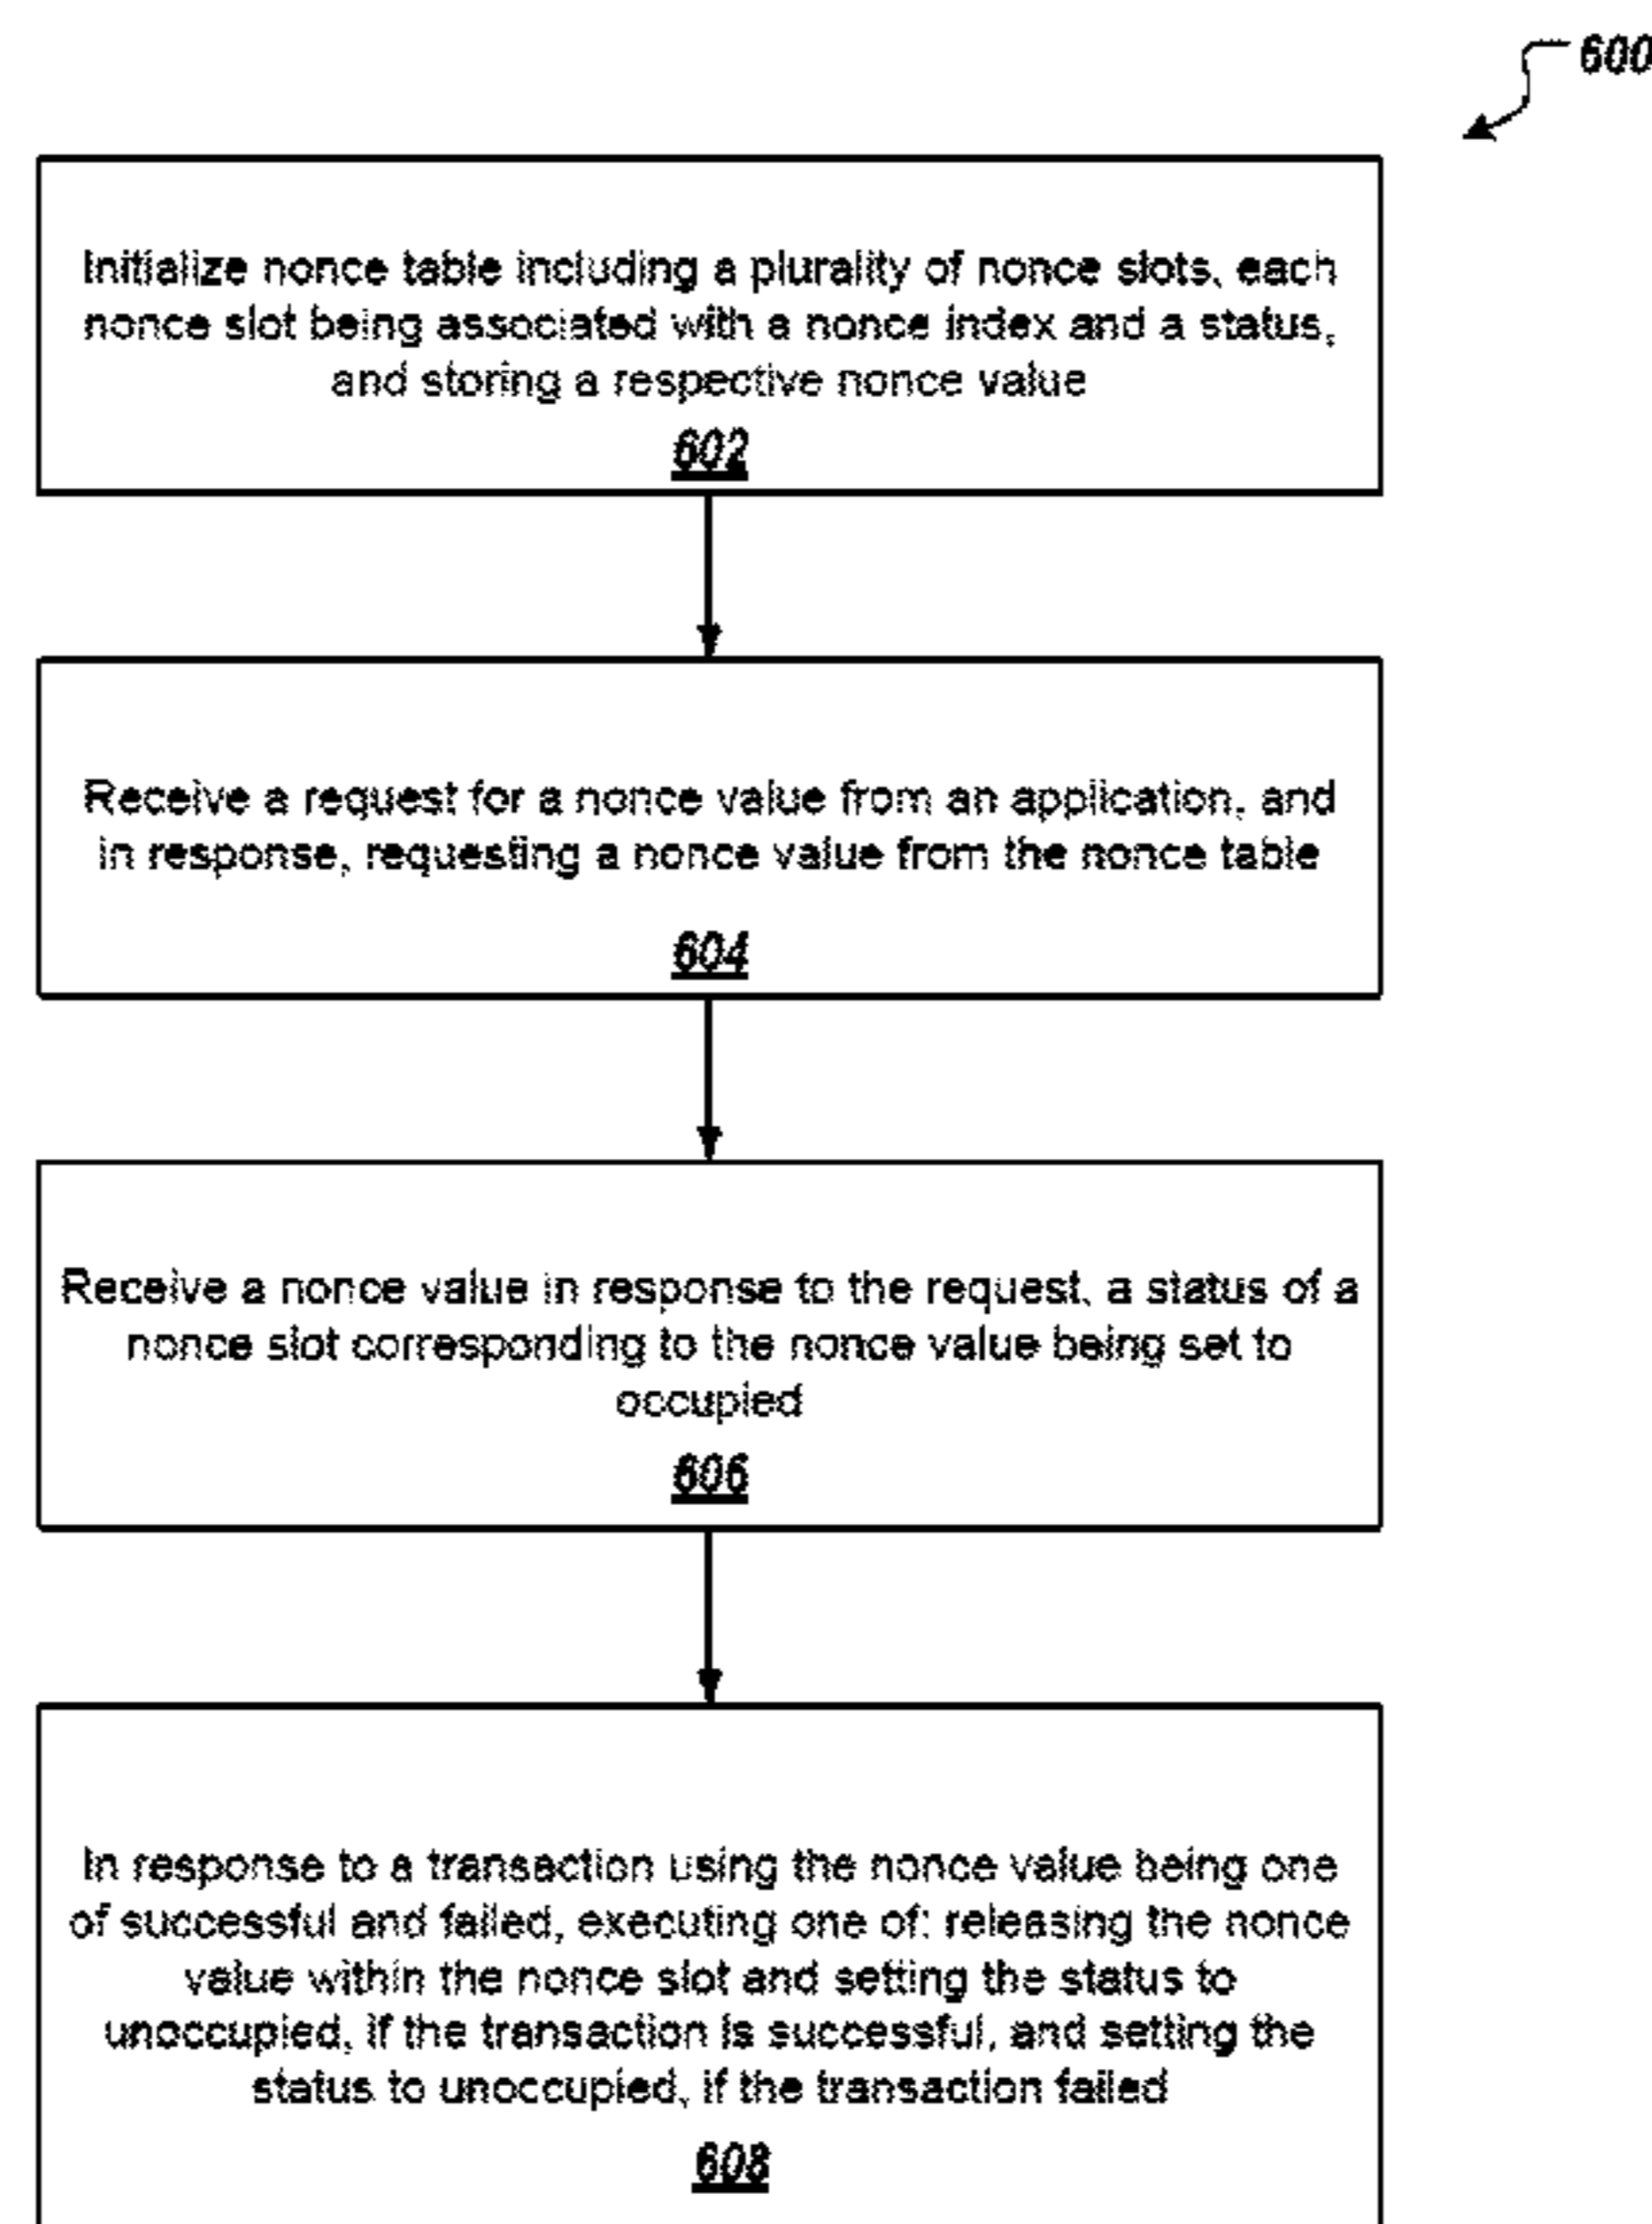 600
Initialize nonce table including a plurality of nonce slots, each
nonce slot being associated with a nonce index and a status,
and storing a respective nonce value
602
Receive a request for a nonce value from an application, and
in response, requesting a nonce value from the nonce table
604
Receive a nonce value in response to the request, a status of a
nonce slot corresponding to the nonce value being set to
occupied
606
In response to a transaction using the nonce value being one
of successful and failed, executing one of: releasing the nonce
value within the nonce slot and setting the status to
unoccupied, if the transaction is successful, and setting the
status to unoccupied, if the transaction failed
608